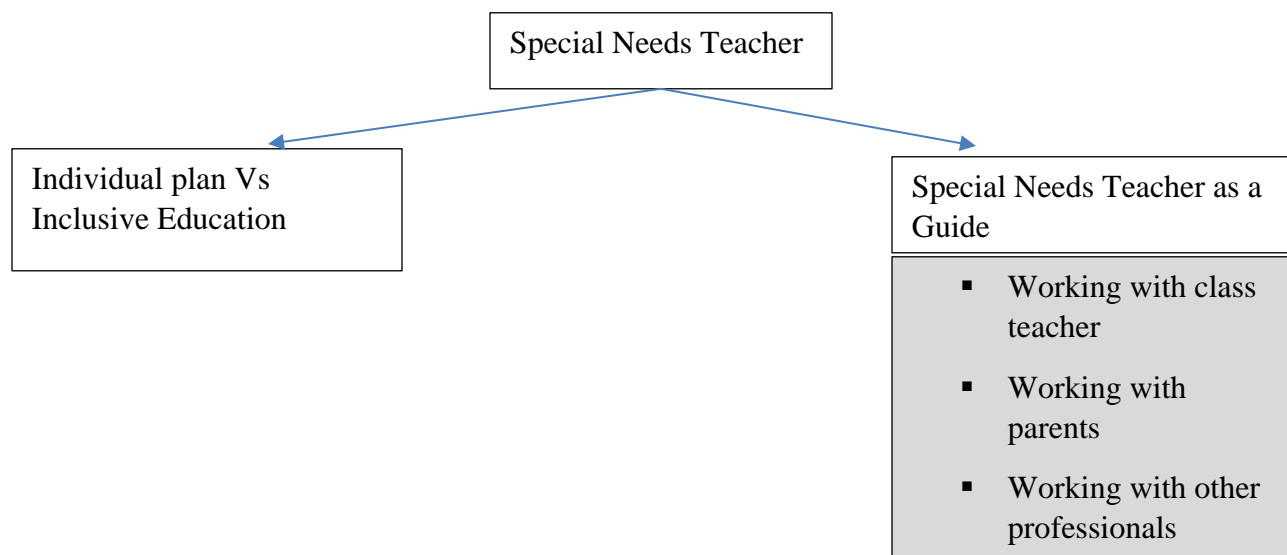 Special Needs Teacher
Individual plan Vs
Inclusive Education
Special Needs Teacher as a
Guide
▪ Working with class
teacher
▪ Working with
parents
▪ Working with other
professionals